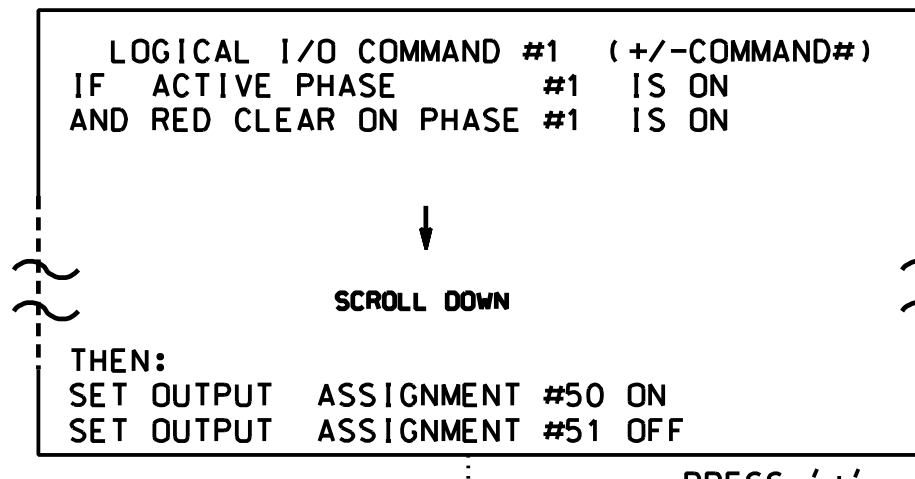 LOGICAL I/O COMMAND #1 (+/-COMMAND#)
IF ACTIVE PHASE #1 IS ON
AND RED CLEAR ON PHASE #1 IS ON
SCROLL DOWN
THEN:
SET OUTPUT ASSIGNMENT #50 ON
SET OUTPUT ASSIGNMENT #51 OFF
PRESS '+'